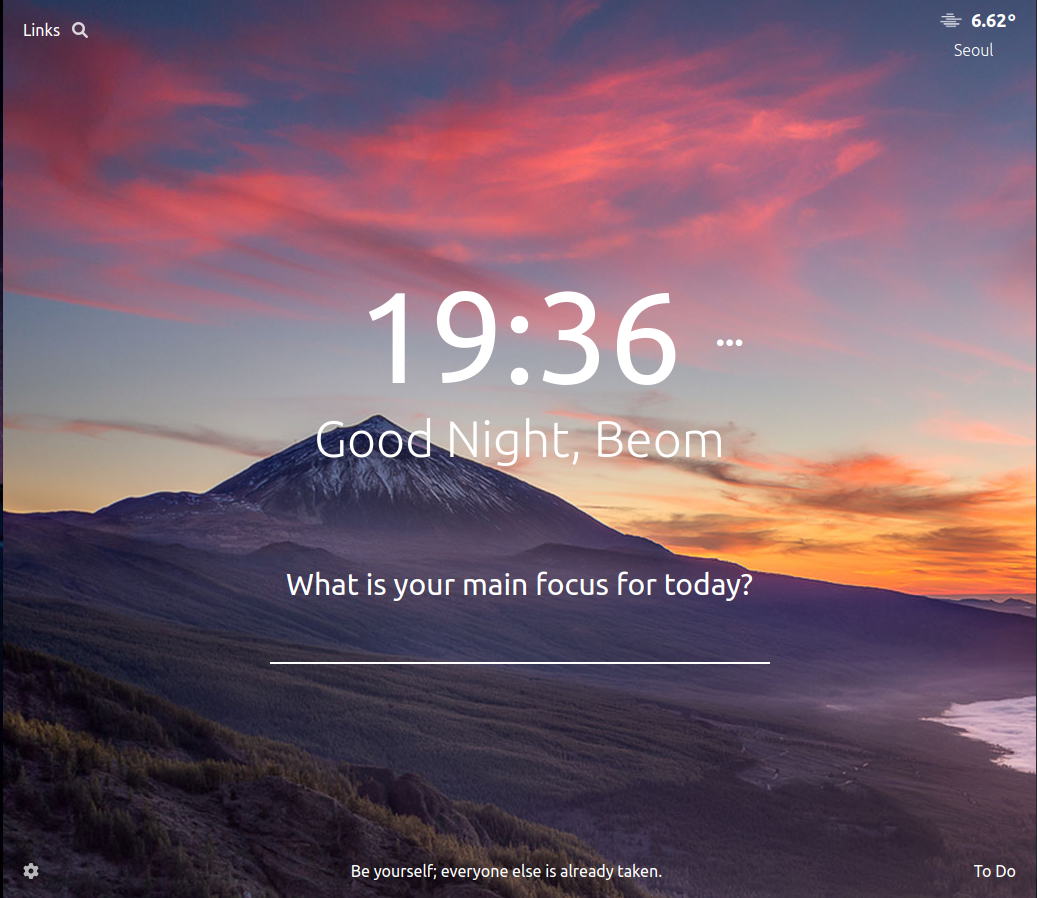 Links
6.62°
Seoul
19:36
Good Night, Beom
What is your main focus for today?
Be yourself; everyone else is already taken.
To Do